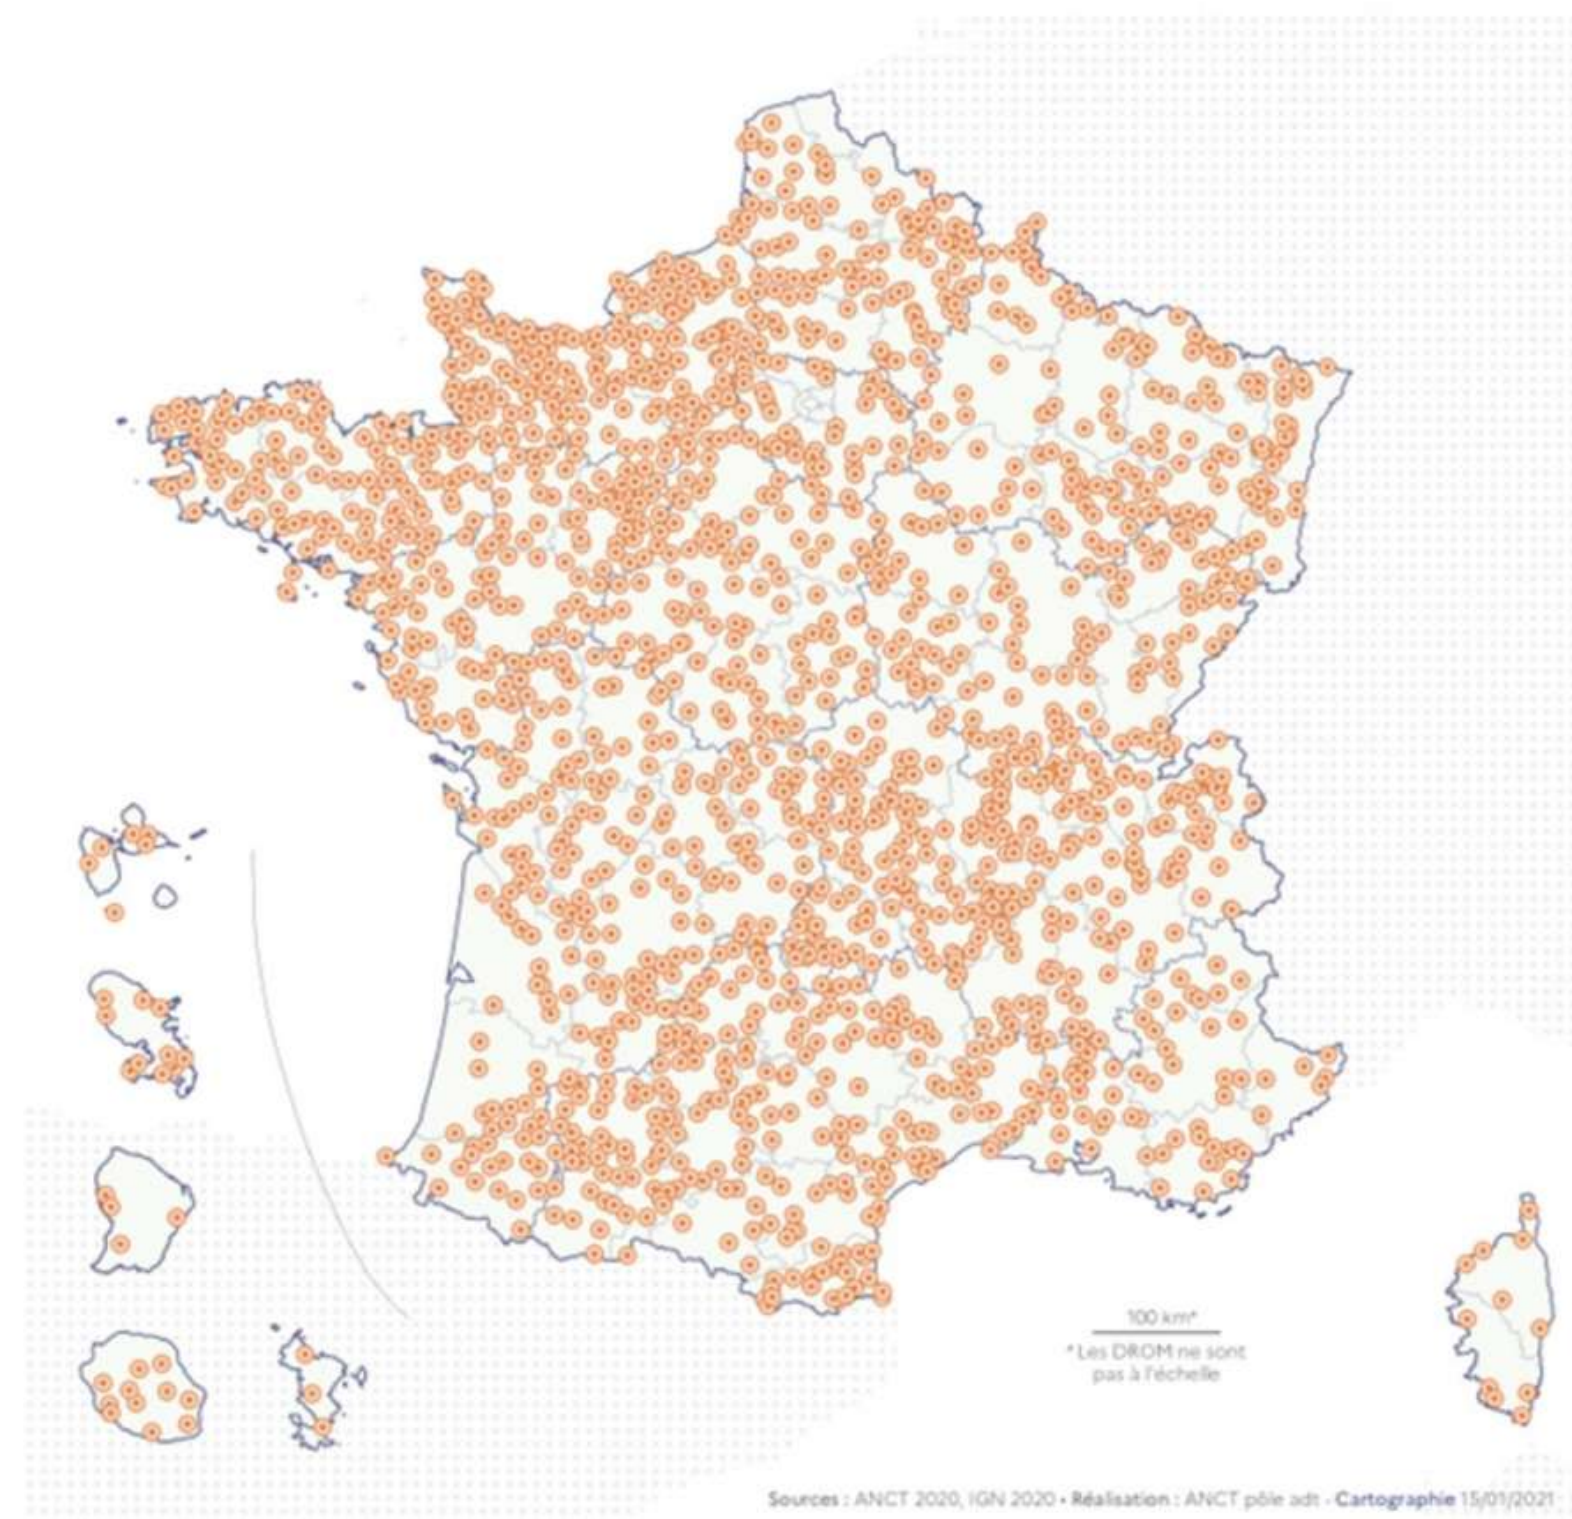 100 km*
* Les DROM ne sont
pas à l'échelle
Sources : ANCT 2020, IGN 2020 • Réalisation : ANCT pôle adt - Cartographie 15/01/2021